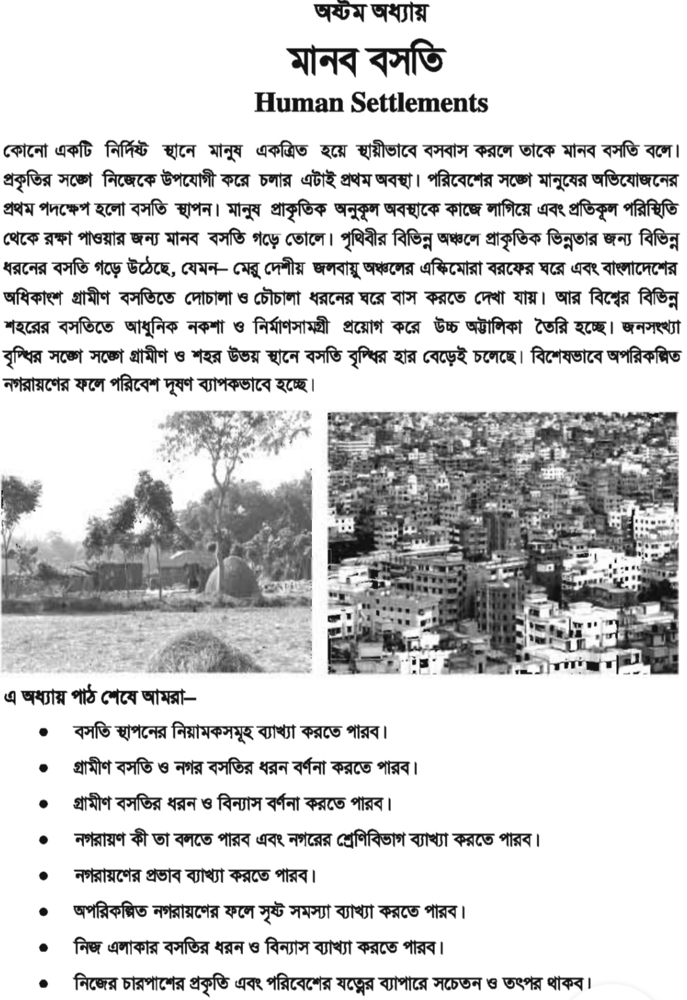 অষ্টম অধ্যায়
মানব বসতি
Human Settlements
কোনো একটি নির্দিষ্ট স্থানে মানুষ একত্রিত হয়ে স্থায়ীভাবে বসবাস করলে তাকে মানব বসতি বলে।
প্রকৃতির সঙ্গে নিজেকে উপযোগী করে চলার এটাই প্রথম অবস্থা। পরিবেশের সঙ্গে মানুষের অভিযোজনের
প্রথম পদক্ষেপ হলো বসতি স্থাপন। মানুষ প্রাকৃতিক অনুকূল অবস্থাকে কাজে লাগিয়ে এবং প্রতিকূল পরিস্থিতি
থেকে রক্ষা পাওয়ার জন্য মানব বসতি গড়ে তোলে। পৃথিবীর বিভিন্ন অঞ্চলে প্রাকৃতিক ভিন্নতার জন্য বিভিন্ন
ধরনের বসতি গড়ে উঠেছে, যেমন– মেরু দেশীয় জলবায়ু অঞ্চলের এস্কিমোরা বরফের ঘরে এবং বাংলাদেশের
অধিকাংশ গ্রামীণ বসতিতে দোচালা ও চৌচালা ধরনের ঘরে বাস করতে দেখা যায়। আর বিশ্বের বিভিন্ন
শহরের বসতিতে আধুনিক নকশা ও নির্মাণসামগ্রী প্রয়োগ করে উচ্চ অট্টালিকা তৈরি হচ্ছে। জনসংখ্যা
বৃদ্ধির সঙ্গে সঙ্গে গ্রামীণ ও শহর উভয় স্থানে বসতি বৃদ্ধির হার বেড়েই চলেছে। বিশেষভাবে অপরিকল্পিত
নগরায়ণের ফলে পরিবেশ দূষণ ব্যাপকভাবে হচ্ছে।
এ অধ্যায় পাঠ শেষে আমরা–
• বসতি স্থাপনের নিয়ামকসমূহ ব্যাখ্যা করতে পারব।
• গ্রামীণ বসতি ও নগর বসতির ধরন বর্ণনা করতে পারব।
• গ্রামীণ বসতির ধরন ও বিন্যাস বর্ণনা করতে পারব।
• নগরায়ণ কী তা বলতে পারব এবং নগরের শ্রেণিবিভাগ ব্যাখ্যা করতে পারব।
• নগরায়ণের প্রভাব ব্যাখ্যা করতে পারব।
• অপরিকল্পিত নগরায়ণের ফলে সৃষ্ট সমস্যা ব্যাখ্যা করতে পারব।
• নিজ এলাকার বসতির ধরন ও বিন্যাস ব্যাখ্যা করতে পারব।
• নিজের চারপাশের প্রকৃতি এবং পরিবেশের যত্নের ব্যাপারে সচেতন ও তৎপর থাকব।